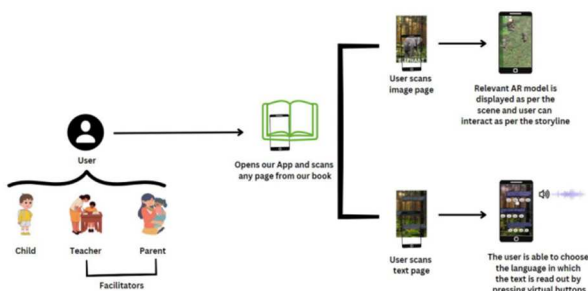 User
Child
Teacher
Parent
Facilitators
Opens our App and scans
any page from our book
User scans
image page
Relevant AR model is
displayed as per the
scene and user can
interact as per the storyline
User scans
text page
The user is able to choose
the language in which
the text is read out by
pressing virtual buttons